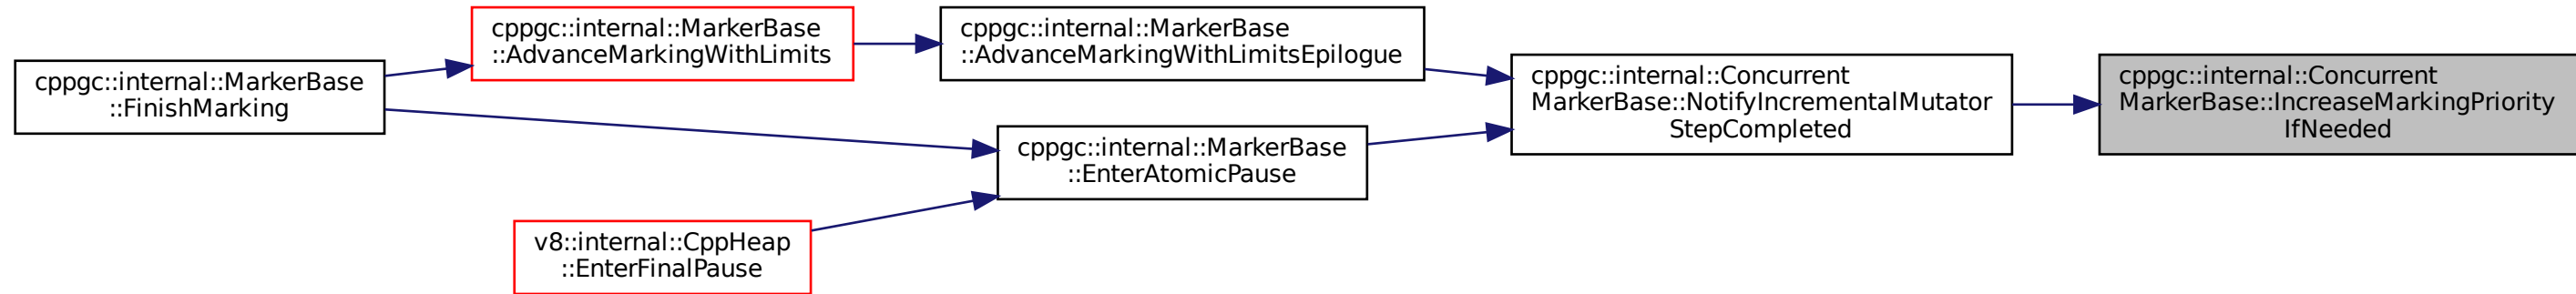 cppgc::internal::MarkerBase
::FinishMarking
cppgc::internal::MarkerBase
::AdvanceMarkingWithLimits
v8::internal::CppHeap
::EnterFinalPause
cppgc::internal::MarkerBase
::AdvanceMarkingWithLimitsEpilogue
cppgc::internal::MarkerBase
::EnterAtomicPause
cppgc::internal::Concurrent
MarkerBase::NotifyIncrementalMutator
StepCompleted
cppgc::internal::Concurrent
MarkerBase::IncreaseMarkingPriority
IfNeeded